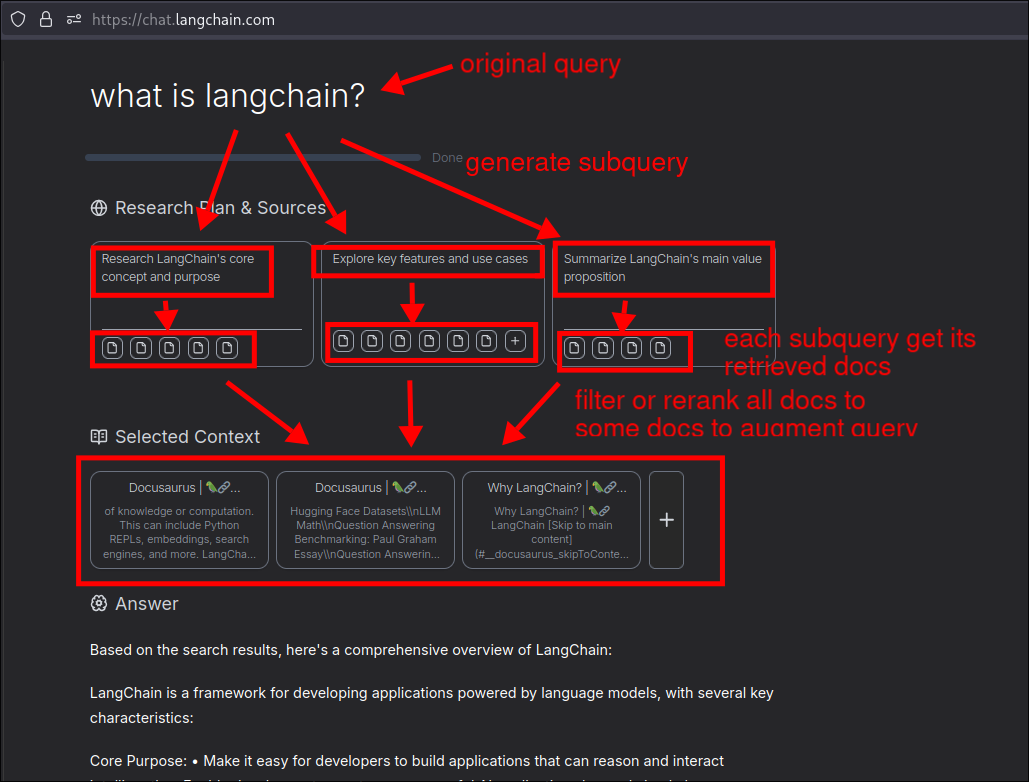 https://chat.langchain.com
original query
what is langchain?
Done
generate subquery
Research Plan & Sources
Research LangChain's core
concept and purpose
Explore key features and use cases
Summarize LangChain's main value
proposition
each subquery get its
retrieved docs
filter or rerank all docs to
some docs to augment query
Selected Context
Docusaurus | 🦜🔗...
of knowledge or computation.
This can include Python
REPLs, embeddings, search
engines, and more. LangCha...
Docusaurus | 🦜🔗...
Hugging Face Datasets\\nLLM
Math\\nQuestion Answering
Benchmarking: Paul Graham
Essay\\nQuestion Answerin...
Why LangChain? | 🦜🔗...
Why LangChain? | 🦜🔗
LangChain [Skip to main
content]
(#__docusaurus_skipToConte...
Answer
Based on the search results, here's a comprehensive overview of LangChain:
LangChain is a framework for developing applications powered by language models, with several key
characteristics:
Core Purpose: • Make it easy for developers to build applications that can reason and interact